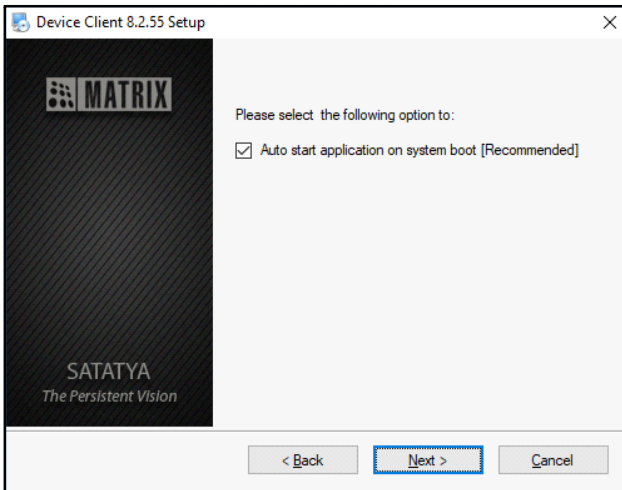 Device Client 8.2.55 Setup
MATRIX
Please select the following option to:
Auto start application on system boot [Recommended]
SATATYA
The Persistent Vision
< Back
Next >
Cancel